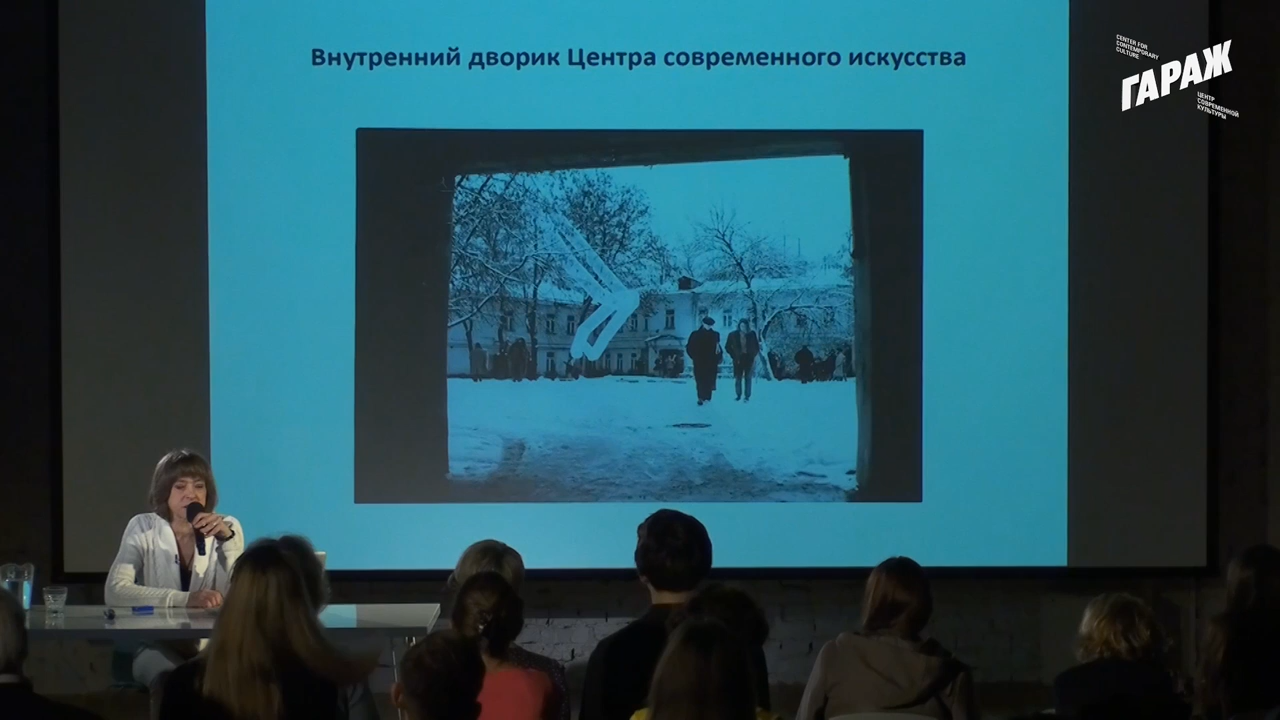 Внутренний дворик Центра современного искусства
CENTER FOR
CONTEMPORARY
CULTURE
ГАРАЖ
ЦЕНТР
СОВРЕМЕННОЙ
КУЛЬТУРЫ